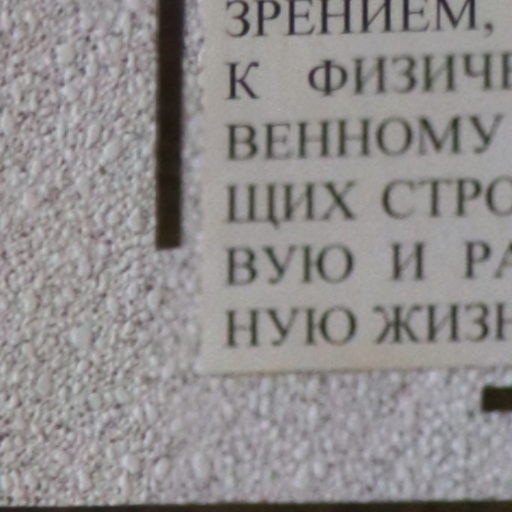 ЗРЕНИЕМ,
К ФИЗИЧЕ
ВЕННОМУ
ЩИХ СТРО
ВУЮ И РА
НУЮ ЖИЗН